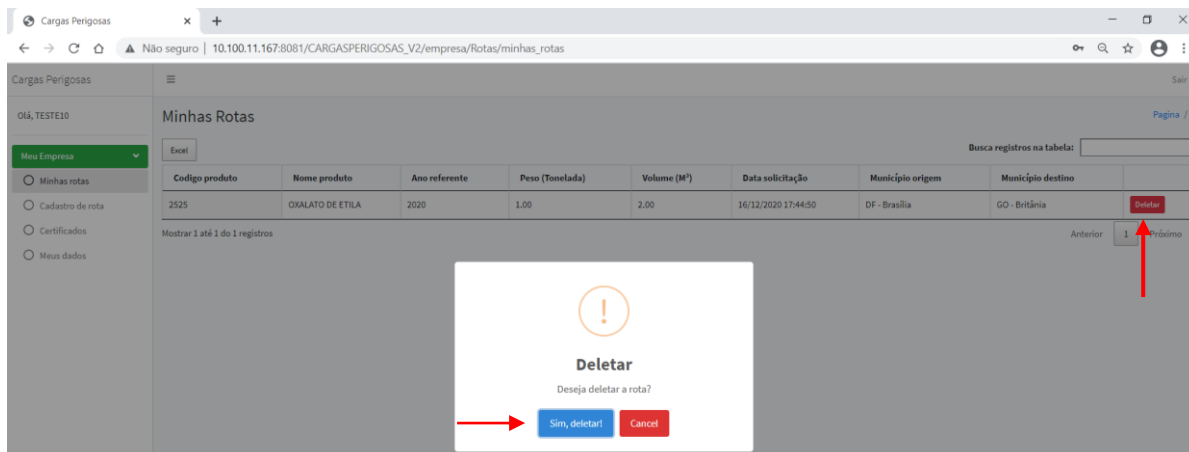 Cargas Perigosas
Não seguro | 10.100.11.167:8081/CARGASPERIGOSAS_V2/empresa/Rotas/minhas_rotas
Cargas Perigosas
Sair
Olá, TESTE10
Minhas Rotas
Pagina /
Meu Empresa
Minhas rotas
Cadastro de rota
Certificados
Meus dados
Excel
Busca registros na tabela:
Codigo produto Nome produto Ano referente Peso (Tonelada) Volume (M³) Data solicitação Município origem Município destino
2525 OXALATO DE ETILA 2020 1.00 2.00 16/12/2020 17:44:50 DF - Brasília GO - Britânia Deletar
Mostrar 1 até 1 do 1 registros
Anterior 1 Próximo
!
Deletar
Deseja deletar a rota?
Sim, deletar! Cancel